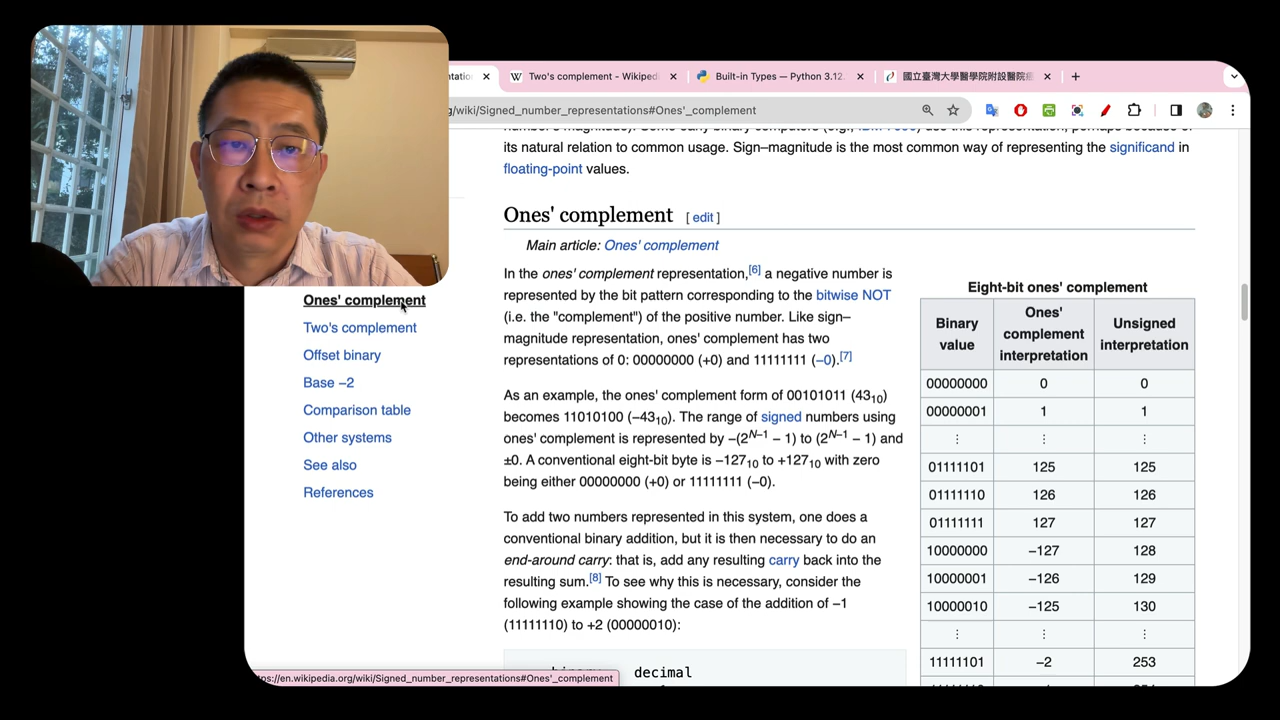 Two's complement - Wikiped
Built-in Types — Python 3.12.
國立臺灣大學醫學院附設醫院
g/wiki/Signed_number_representations#Ones'_complement
its natural relation to common usage. Sign–magnitude is the most common way of representing the significand in
floating-point values.
Ones' complement [ edit ]
Main article: Ones' complement
In the ones' complement representation,[6] a negative number is
represented by the bit pattern corresponding to the bitwise NOT
(i.e. the "complement") of the positive number. Like sign–
magnitude representation, ones' complement has two
representations of 0: 00000000 (+0) and 11111111 (−0).[7]
As an example, the ones' complement form of 00101011 (43₁₀)
becomes 11010100 (−43₁₀). The range of signed numbers using
ones' complement is represented by −(2ᴺ⁻¹ − 1) to (2ᴺ⁻¹ − 1) and
±0. A conventional eight-bit byte is −127₁₀ to +127₁₀ with zero
being either 00000000 (+0) or 11111111 (−0).
To add two numbers represented in this system, one does a
conventional binary addition, but it is then necessary to do an
end-around carry: that is, add any resulting carry back into the
resulting sum.[8] To see why this is necessary, consider the
following example showing the case of the addition of −1
(11111110) to +2 (00000010):
decimal
Eight-bit ones' complement
Binary value
Ones' complement interpretation
Unsigned interpretation
00000000 0 0
00000001 1 1
⋮ ⋮ ⋮
01111101 125 125
01111110 126 126
01111111 127 127
10000000 −127 128
10000001 −126 129
10000010 −125 130
⋮ ⋮ ⋮
11111101 −2 253
Ones' complement
Two's complement
Offset binary
Base −2
Comparison table
Other systems
See also
References
ps://en.wikipedia.org/wiki/Signed_number_representations#Ones'_complement